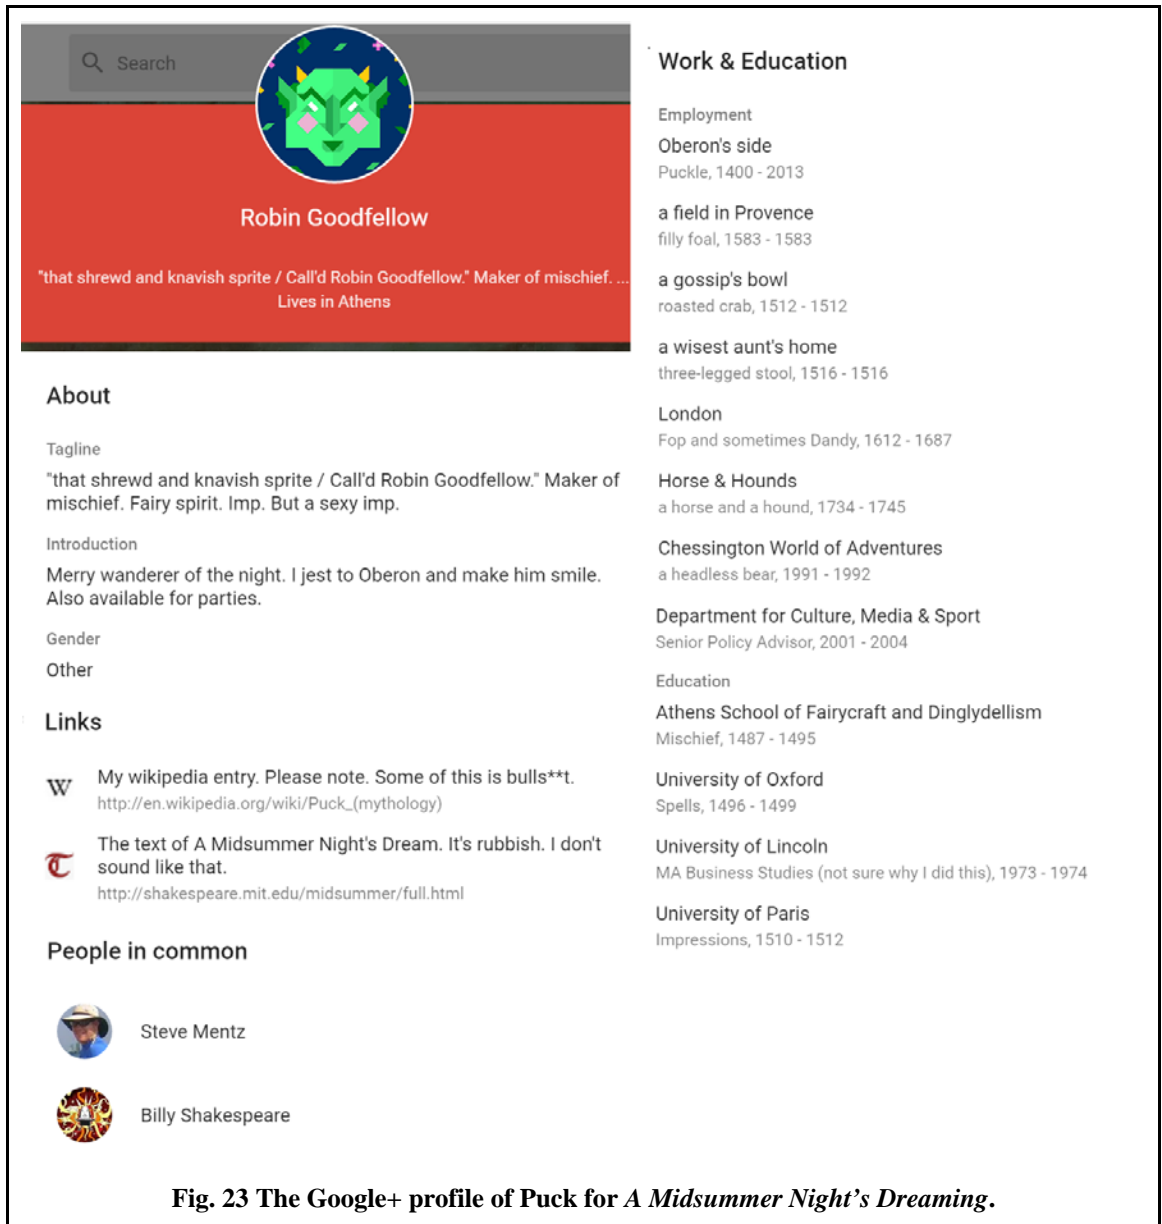 Search
Robin Goodfellow
"that shrewd and knavish sprite / Call'd Robin Goodfellow." Maker of mischief. ...
Lives in Athens
About
Tagline
"that shrewd and knavish sprite / Call'd Robin Goodfellow." Maker of
mischief. Fairy spirit. Imp. But a sexy imp.
Introduction
Merry wanderer of the night. I jest to Oberon and make him smile.
Also available for parties.
Gender
Other
Links
W
My wikipedia entry. Please note. Some of this is bulls**t.
http://en.wikipedia.org/wiki/Puck_(mythology)
T
The text of A Midsummer Night's Dream. It's rubbish. I don't
sound like that.
http://shakespeare.mit.edu/midsummer/full.html
People in common
Steve Mentz
Billy Shakespeare
Work & Education
Employment
Oberon's side
Puckle, 1400 - 2013
a field in Provence
filly foal, 1583 - 1583
a gossip's bowl
roasted crab, 1512 - 1512
a wisest aunt's home
three-legged stool, 1516 - 1516
London
Fop and sometimes Dandy, 1612 - 1687
Horse & Hounds
a horse and a hound, 1734 - 1745
Chessington World of Adventures
a headless bear, 1991 - 1992
Department for Culture, Media & Sport
Senior Policy Advisor, 2001 - 2004
Education
Athens School of Fairycraft and Dinglydellism
Mischief, 1487 - 1495
University of Oxford
Spells, 1496 - 1499
University of Lincoln
MA Business Studies (not sure why I did this), 1973 - 1974
University of Paris
Impressions, 1510 - 1512
Fig. 23 The Google+ profile of Puck for A Midsummer Night's Dreaming.